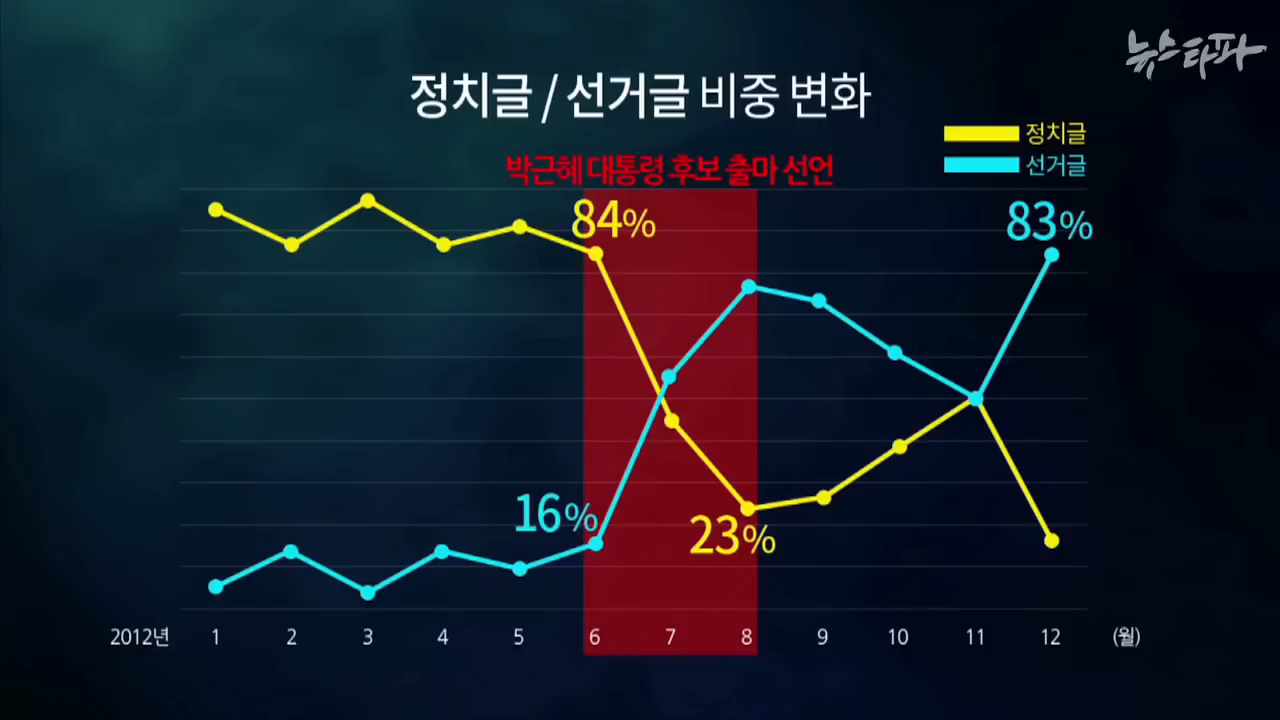 뉴스타파
정치글 / 선거글 비중 변화
정치글
선거글
박근혜 대통령 후보 출마 선언
84%
83%
16%
23%
2012년 1 2 3 4 5 6 7 8 9 10 11 12 (월)